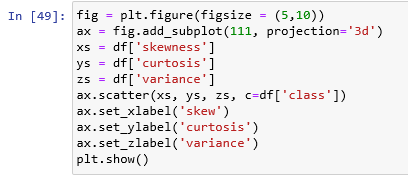 In [49]: fig = plt.figure(figsize = (5,10))
ax = fig.add_subplot(111, projection='3d')
xs = df['skewness']
ys = df['curtosis']
zs = df['variance']
ax.scatter(xs, ys, zs, c=df['class'])
ax.set_xlabel('skew')
ax.set_ylabel('curtosis')
ax.set_zlabel('variance')
plt.show()